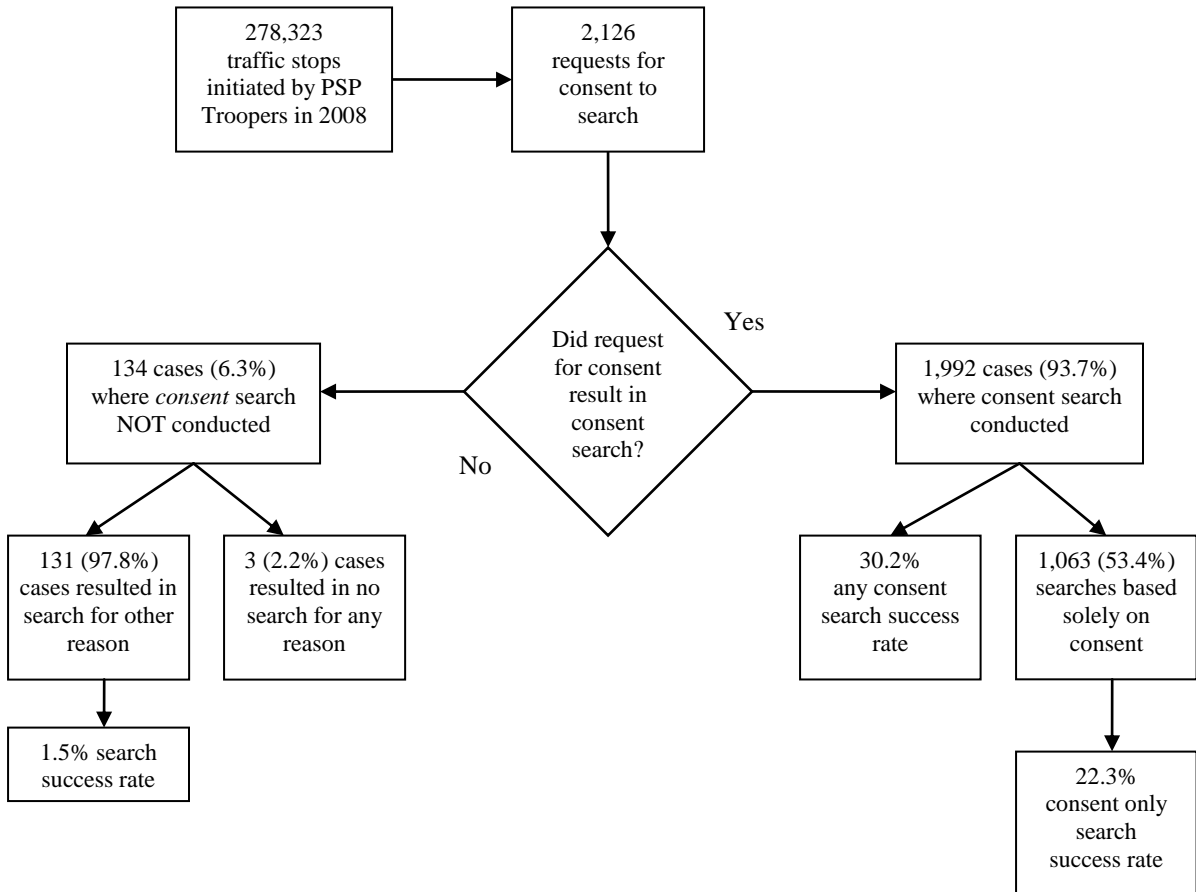 278,323
traffic stops
initiated by PSP
Troopers in 2008
2,126
requests for
consent to
search
Did request
for consent
result in
consent
search?
Yes
No
134 cases (6.3%)
where consent search
NOT conducted
1,992 cases (93.7%)
where consent search
conducted
131 (97.8%)
cases resulted in
search for other
reason
3 (2.2%) cases
resulted in no
search for any
reason
30.2%
any consent
search success
rate
1,063 (53.4%)
searches based
solely on
consent
1.5% search
success rate
22.3%
consent only
search
success rate